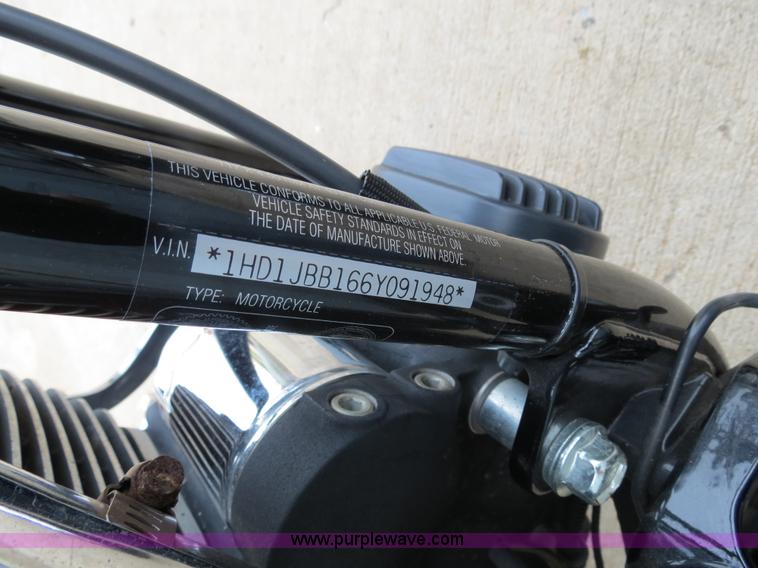 THIS VEHICLE CONFORMS TO ALL APPLICABLE U.S. FEDERAL MOTOR
VEHICLE SAFETY STANDARDS IN EFFECT ON
THE DATE OF MANUFACTURE SHOWN ABOVE.
V.I.N. *1HD1JBB166Y091948*
TYPE: MOTORCYCLE
www.purplewave.com